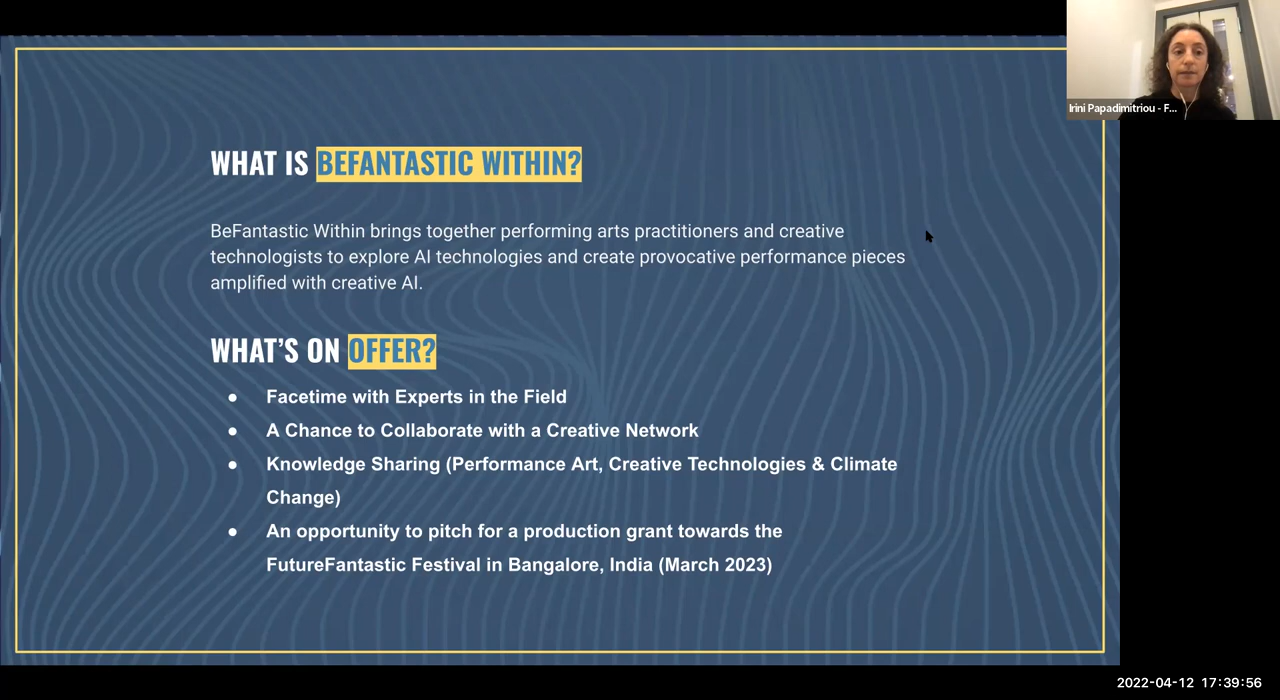 Irini Papadimitriou - F...
WHAT IS BEFANTASTIC WITHIN?
BeFantastic Within brings together performing arts practitioners and creative
technologists to explore AI technologies and create provocative performance pieces
amplified with creative AI.
WHAT'S ON OFFER?
● Facetime with Experts in the Field
● A Chance to Collaborate with a Creative Network
● Knowledge Sharing (Performance Art, Creative Technologies & Climate
Change)
● An opportunity to pitch for a production grant towards the
FutureFantastic Festival in Bangalore, India (March 2023)
2022-04-12 17:39:56